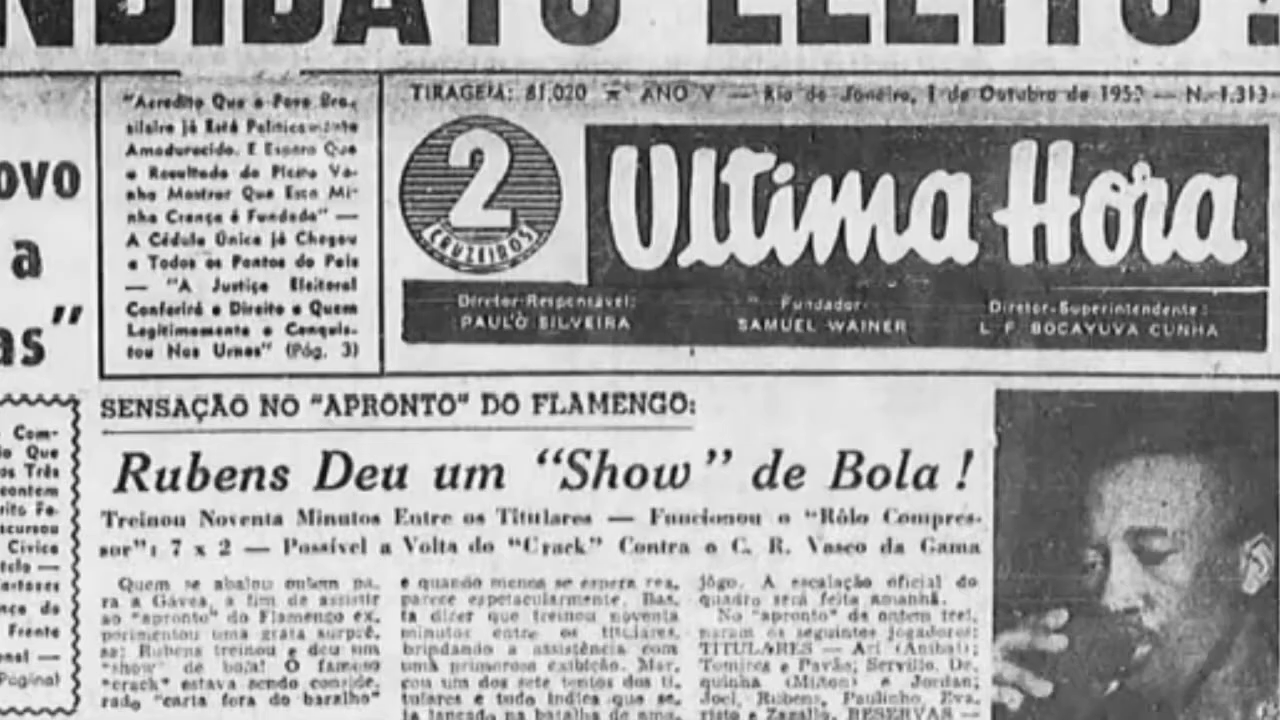 NDIDATO ELEITO
"Acredito Que o Povo Bra-
sileiro Já Está Politicamente
Amadurecido. E Espero Que
o Resultado do Pleito Ve-
nha Mostrar Que Esta Mi-
nha Crença é Fundada" —
A Cédula Única Já Chegou
a Todos os Pontos do País
— "A Justiça Eleitoral
Conferirá o Direito a Quem
Legitimamente o Conquis-
tou Nas Urnas" (Pág. 3)
ovo
a
as"
TIRAGEM: 81.020 ★ ANO V — Rio de Janeiro, 1 de Outubro de 195 — N. 1.313
2
CRUZEIROS
Ultima Hora
Diretor-Responsável:
PAULO SILVEIRA
Fundador
SAMUEL WAINER
Diretor-Superintendente:
L. F. BOCAYUVA CUNHA
Com-
o Que
os Três
contem
rito Fe-
scursou
Civica
telo —
artazes
nça do
Frente
onal —
Pagina)
SENSAÇÃO NO "APRONTO" DO FLAMENGO:
Rubens Deu um "Show" de Bola!
Treinou Noventa Minutos Entre os Titulares — Funcionou o "Rôlo Compres-
sor": 7 x 2 — Possível a Volta do "Crack" Contra o C. R. Vasco da Gama
Quem se abalou ontem pa-
ra a Gávea, a fim de assistir
ao "apronto" do Flamengo ex-
perimentou uma grata surprê-
sa: Rubens treinou e deu um
"show" de bola! O famoso
"crack" estava sendo conside-
rado "carta fora do baralho"
e quando menos se espera rea-
parece espetacularmente. Bas-
ta dizer que treinou noventa
minutos entre os titulares,
brindando a assistência com
uma primorosa exibição. Mar-
cou um dos sete tentos dos ti-
tulares e tudo indica que se-
ja lançado na batalha de ama-
jôgo. A escalação oficial do
quadro será feita amanhã.
No "apronto" de ontem trei-
naram os seguintes jogadores:
TITULARES — Ari (Anibal);
Tomires e Pavão; Servilio, De-
quinha (Milton) e Jordan;
Joel, Rubens, Paulinho, Eva-
risto e Zagallo. RESERVAS —